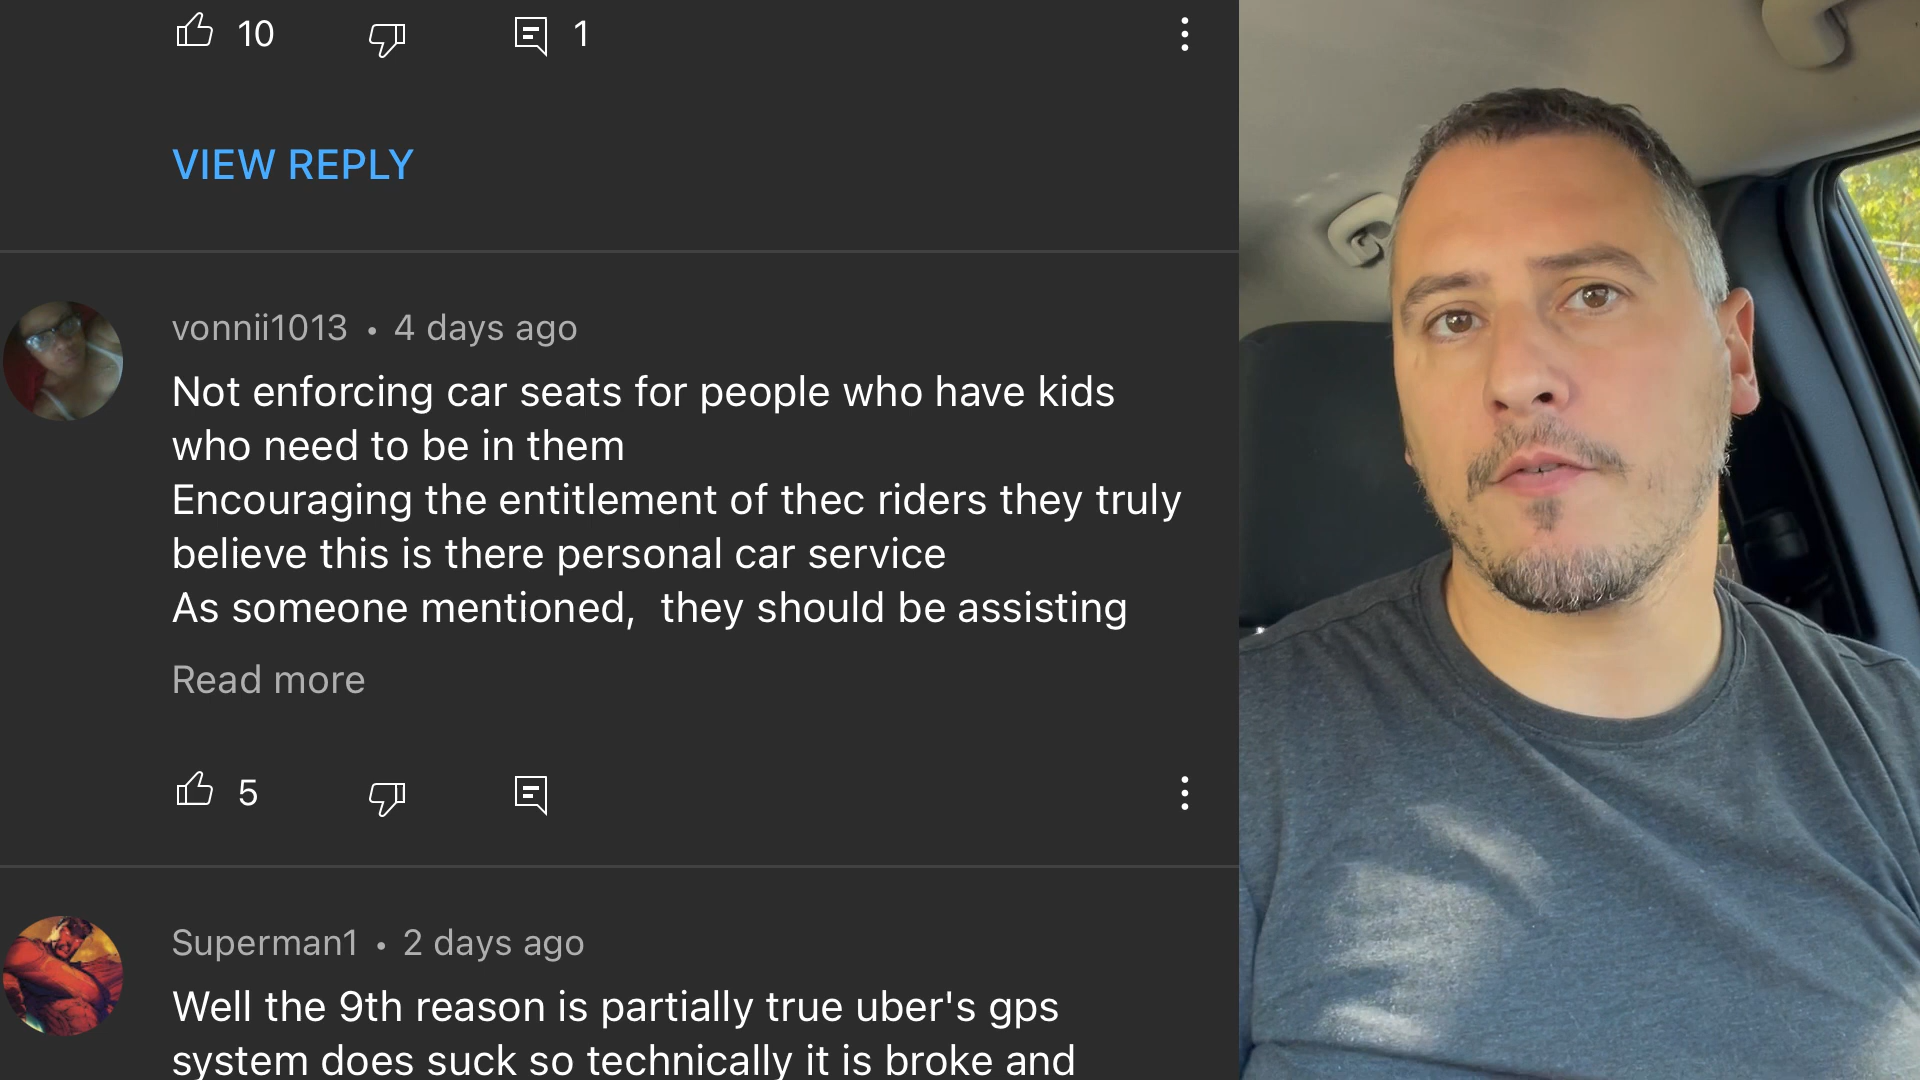 10
1
VIEW REPLY
vonnii1013 • 4 days ago
Not enforcing car seats for people who have kids
who need to be in them
Encouraging the entitlement of thec riders they truly
believe this is there personal car service
As someone mentioned,  they should be assisting
Read more
5
Superman1 • 2 days ago
Well the 9th reason is partially true uber's gps
system does suck so technically it is broke and